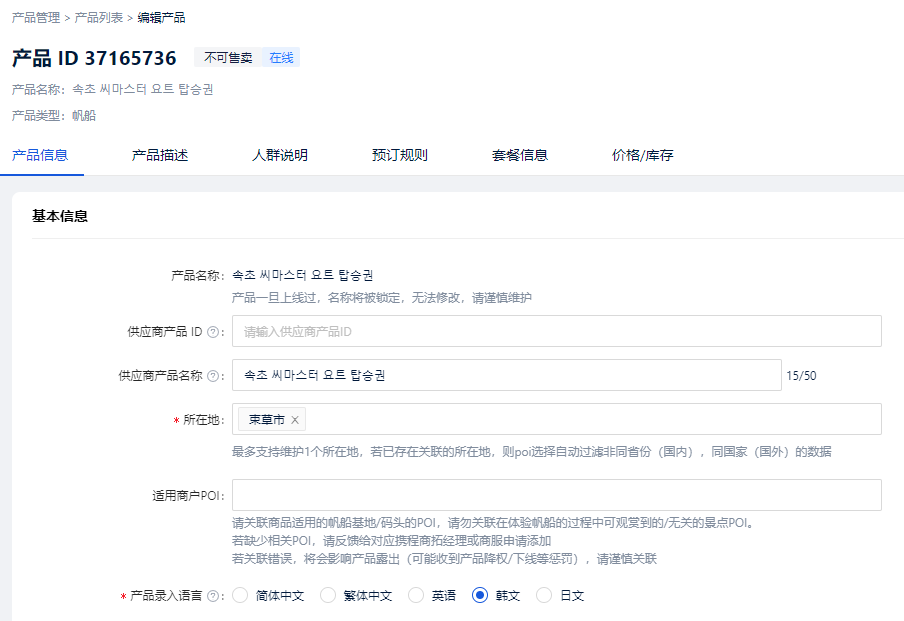 产品管理 > 产品列表 > 编辑产品
产品 ID 37165736 不可售卖 在线
产品名称: 속초 씨마스터 요트 탑승권
产品类型: 帆船
产品信息 产品描述 人群说明 预订规则 套餐信息 价格/库存
基本信息
产品名称: 속초 씨마스터 요트 탑승권
产品一旦上线过，名称将被锁定，无法修改，请谨慎维护
供应商产品 ID ?: 请输入供应商产品ID
供应商产品名称 ?: 속초 씨마스터 요트 탑승권 15/50
* 所在地: 束草市 ×
最多支持维护1个所在地，若已存在关联的所在地，则poi选择自动过滤非同省份（国内），同国家（国外）的数据
适用商户POI:
请关联商品适用的帆船基地/码头的POI，请勿关联在体验帆船的过程中可观赏到的/无关的景点POI。
若缺少相关POI，请反馈给对应携程商拓经理或商服申请添加
若关联错误，将会影响产品露出（可能收到产品降权/下线等惩罚），请谨慎关联
* 产品录入语言 ?: 简体中文 繁体中文 英语 韩文 日文